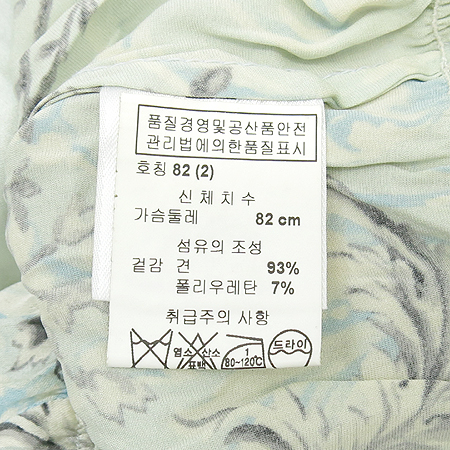 품질경영및공산품안전
관리법에의한품질표시
호칭 82 (2)
신 체 치 수
가슴둘레 82 cm
섬유의 조성
겉감 견 93%
폴리우레탄 7%
취급주의 사항
염소 산소
표백
1
80~120℃
드라이